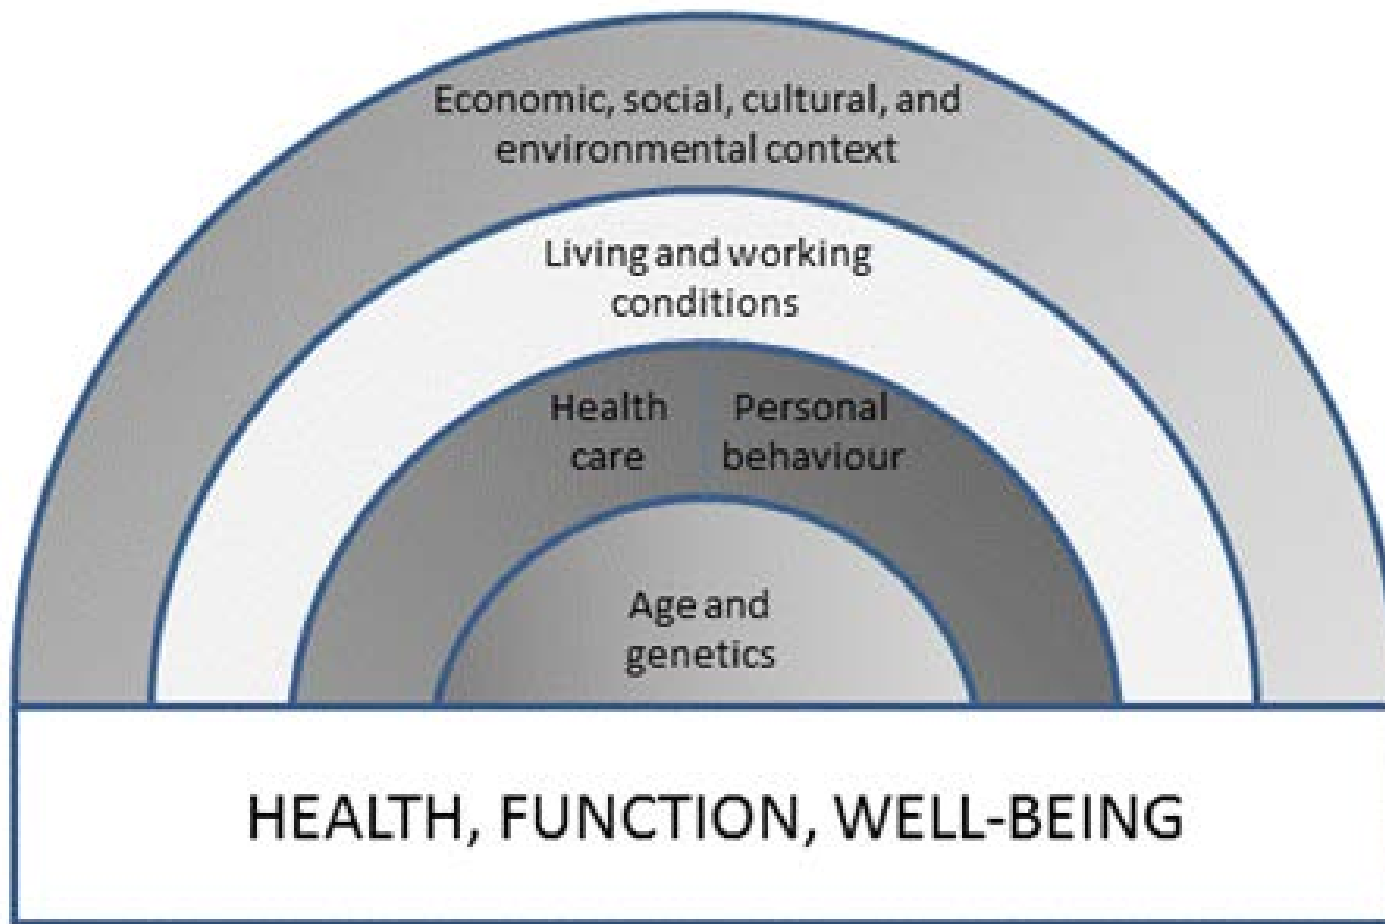 Economic, social, cultural, and
environmental context
Living and working
conditions
Health
care
Personal
behaviour
Age and
genetics
HEALTH, FUNCTION, WELL-BEING